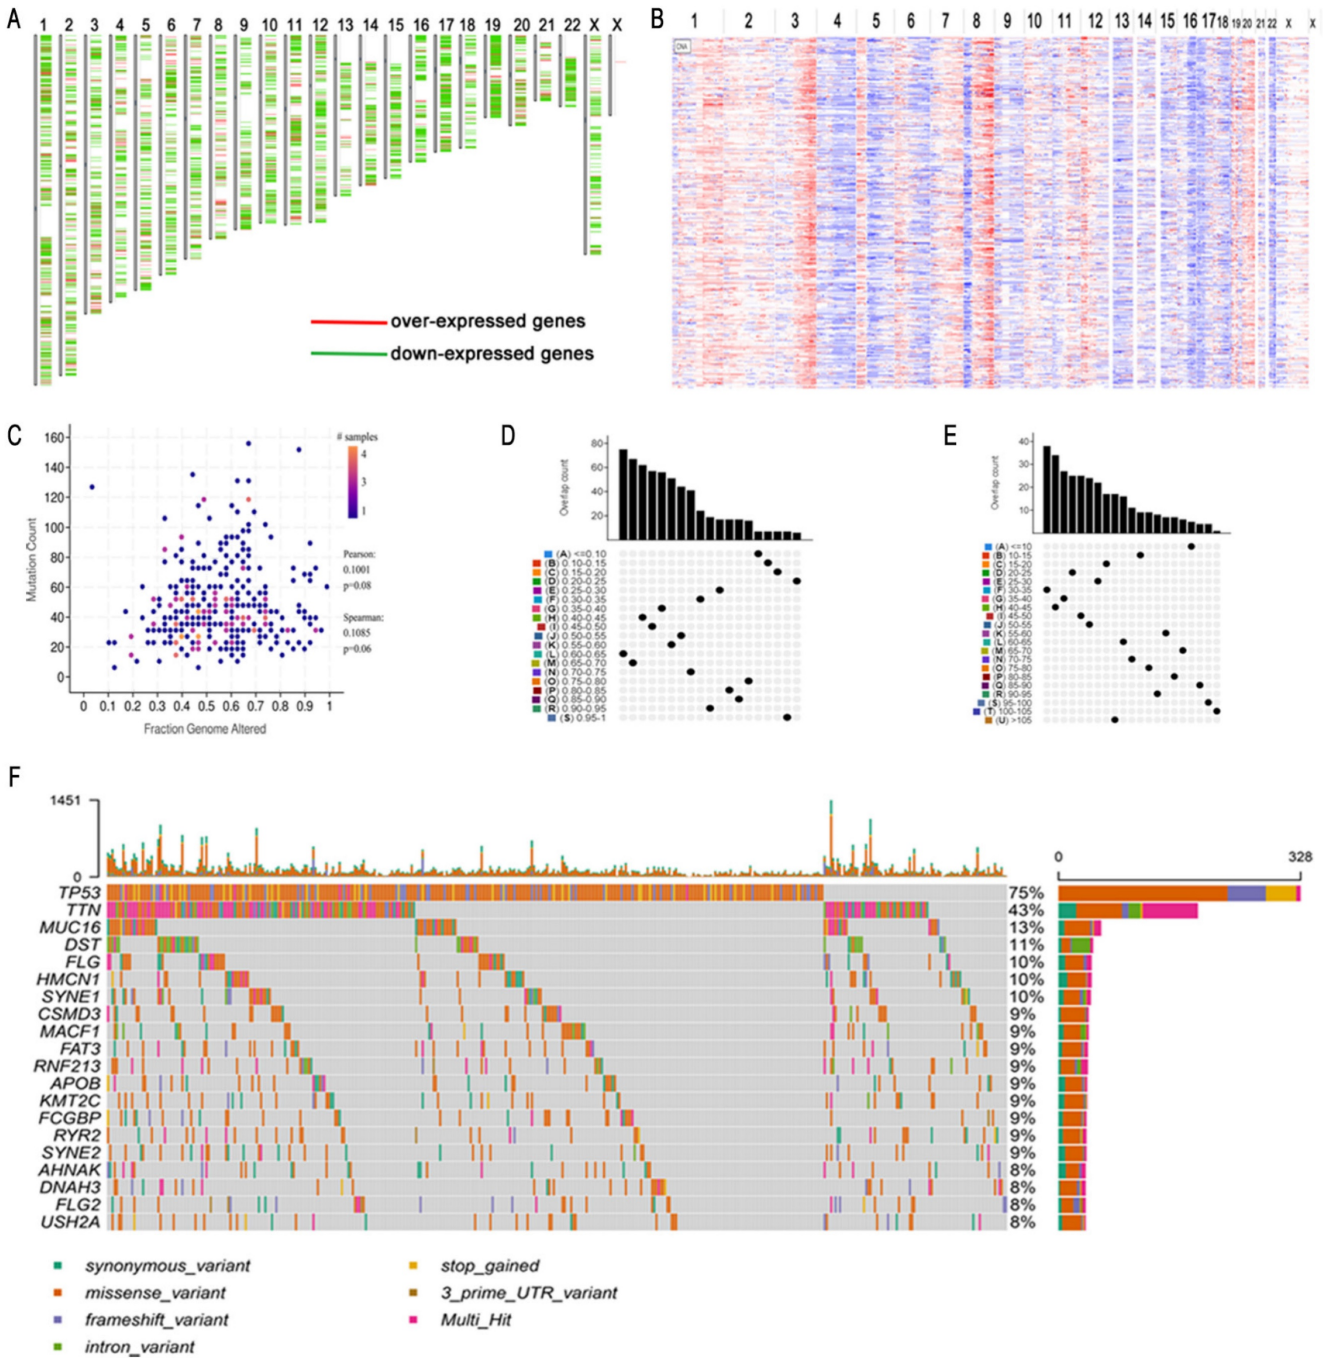 A
1 2 3 4 5 6 7 8 9 10 11 12 13 14 15 16 17 18 19 20 21 22 X X
over-expressed genes
down-expressed genes
B
1 2 3 4 5 6 7 8 9 10 11 12 13 14 15 16 17 18 19 20 21 22 X X
CNA
C
Mutation Count
160
140
120
100
80
60
40
20
0
0 0.1 0.2 0.3 0.4 0.5 0.6 0.7 0.8 0.9 1
Fraction Genome Altered
# samples
4
3
1
Pearson:
0.1001
p=0.08
Spearman:
0.1085
p=0.06
D
Overlap count
80
60
40
20
(A) <=0.10
(B) 0.10-0.15
(C) 0.15-0.20
(D) 0.20-0.25
(E) 0.25-0.30
(F) 0.30-0.35
(G) 0.35-0.40
(H) 0.40-0.45
(I) 0.45-0.50
(J) 0.50-0.55
(K) 0.55-0.60
(L) 0.60-0.65
(M) 0.65-0.70
(N) 0.70-0.75
(O) 0.75-0.80
(P) 0.80-0.85
(Q) 0.85-0.90
(R) 0.90-0.95
(S) 0.95-1
E
Overlap count
40
30
20
10
(A) <=10
(B) 10-15
(C) 15-20
(D) 20-25
(E) 25-30
(F) 30-35
(G) 35-40
(H) 40-45
(I) 45-50
(J) 50-55
(K) 55-60
(L) 60-65
(M) 65-70
(N) 70-75
(O) 75-80
(P) 80-85
(Q) 85-90
(R) 90-95
(S) 95-100
(T) 100-105
(U) >105
F
1451
0
0 328
TP53 75%
TTN 43%
MUC16 13%
DST 11%
FLG 10%
HMCN1 10%
SYNE1 10%
CSMD3 9%
MACF1 9%
FAT3 9%
RNF213 9%
APOB 9%
KMT2C 9%
FCGBP 9%
RYR2 9%
SYNE2 9%
AHNAK 8%
DNAH3 8%
FLG2 8%
USH2A 8%
synonymous_variant
missense_variant
frameshift_variant
intron_variant
stop_gained
3_prime_UTR_variant
Multi_Hit